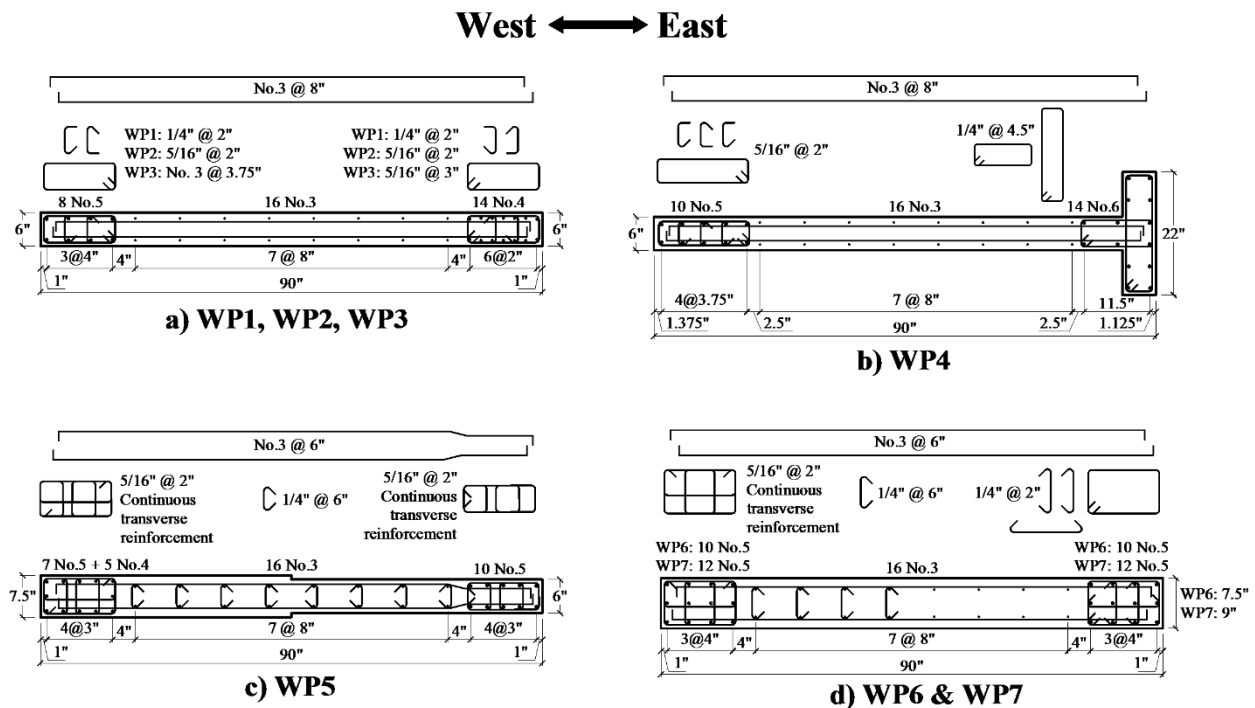 West East
No.3 @ 8"
WP1: 1/4" @ 2"
WP2: 5/16" @ 2"
WP3: No. 3 @ 3.75"
WP1: 1/4" @ 2"
WP2: 5/16" @ 2"
WP3: 5/16" @ 3"
8 No.5 16 No.3 14 No.4
6" 6"
3@4" 4" 7 @ 8" 4" 6@2"
1" 90" 1"
a) WP1, WP2, WP3
No.3 @ 8"
5/16" @ 2"
1/4" @ 4.5"
10 No.5 16 No.3 14 No.6
6" 22"
4@3.75" 7 @ 8" 11.5"
1.375" 2.5" 90" 2.5" 1.125"
b) WP4
No.3 @ 6"
5/16" @ 2"
Continuous
transverse
reinforcement
1/4" @ 6"
5/16" @ 2"
Continuous
transverse
reinforcement
7 No.5 + 5 No.4 16 No.3 10 No.5
7.5" 6"
4@3" 4" 7 @ 8" 4" 4@3"
1" 90" 1"
c) WP5
No.3 @ 6"
5/16" @ 2"
Continuous
transverse
reinforcement
1/4" @ 6"
1/4" @ 2"
WP6: 10 No.5
WP7: 12 No.5
16 No.3
WP6: 10 No.5
WP7: 12 No.5
WP6: 7.5"
WP7: 9"
3@4" 4" 7 @ 8" 4" 3@4"
1" 90" 1"
d) WP6 & WP7